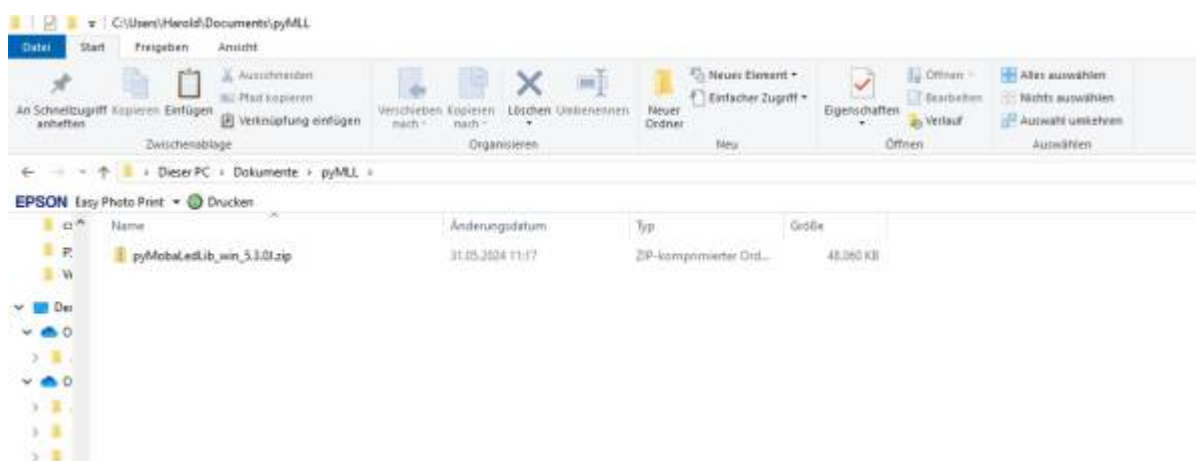 C:\Users\Harold\Documents\pyMLL
Datei Start Freigeben Ansicht
An Schnellzugriff anheften
Kopieren
Einfügen
Ausschneiden
Pfad kopieren
Verknüpfung einfügen
Zwischenablage
Verschieben nach
Kopieren nach
Löschen
Umbenennen
Organisieren
Neuer Ordner
Neues Element
Einfacher Zugriff
Neu
Eigenschaften
Öffnen
Bearbeiten
Verlauf
Öffnen
Alles auswählen
Nichts auswählen
Auswahl umkehren
Auswählen
Dieser PC › Dokumente › pyMLL ›
EPSON Easy Photo Print Drucken
Name Änderungsdatum Typ Größe
pyMobaLedLib_win_5.3.0I.zip 31.05.2024 11:17 ZIP-komprimierter Ord... 48.060 KB
Des
O
D